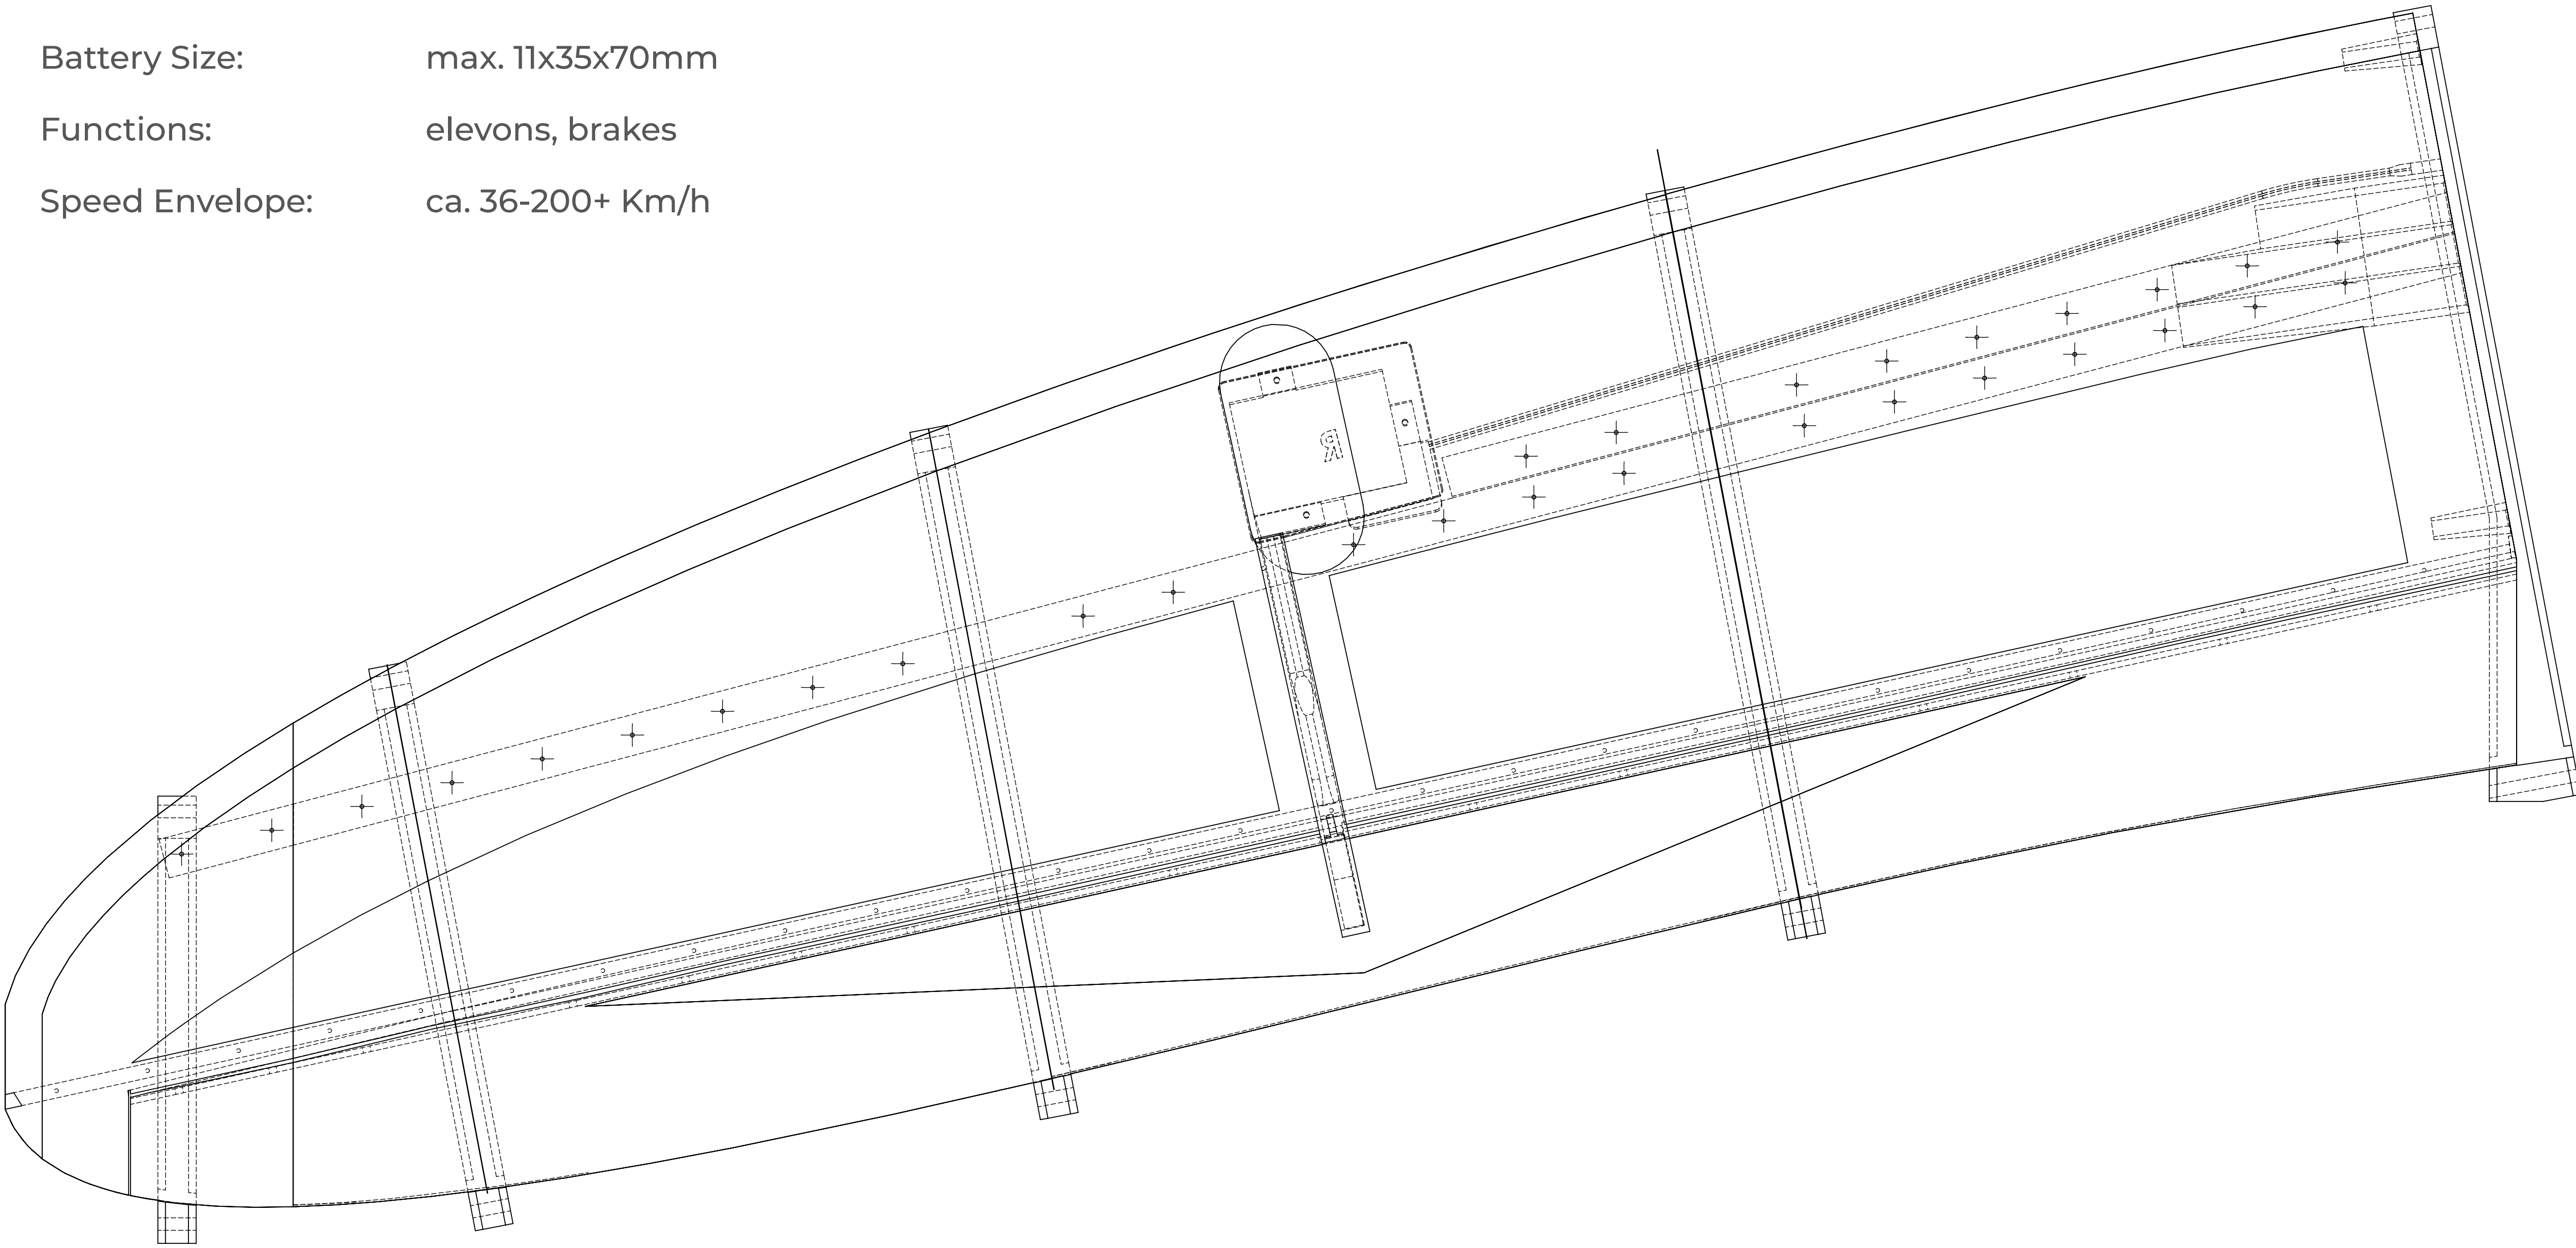 Battery Size: max. 11x35x70mm
Functions: elevons, brakes
Speed Envelope: ca. 36-200+ Km/h
Я